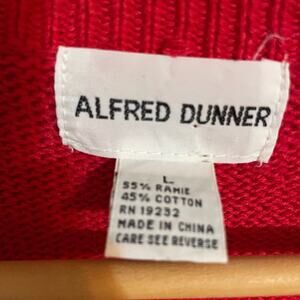 ALFRED DUNNER
L
55% RAMIE
45% COTTON
RN 19232
MADE IN CHINA
CARE SEE REVERSE